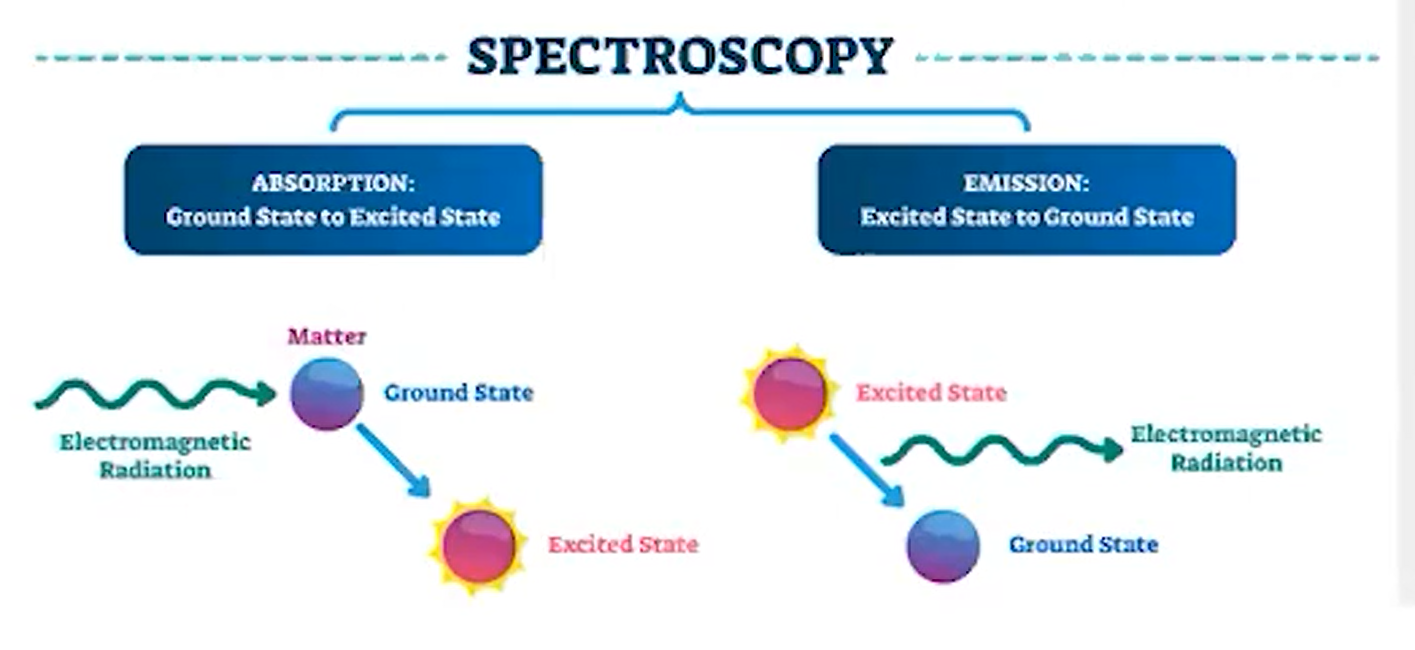 SPECTROSCOPY
ABSORPTION:
Ground State to Excited State
EMISSION:
Excited State to Ground State
Matter
Ground State
Electromagnetic
Radiation
Excited State
Excited State
Electromagnetic
Radiation
Ground State